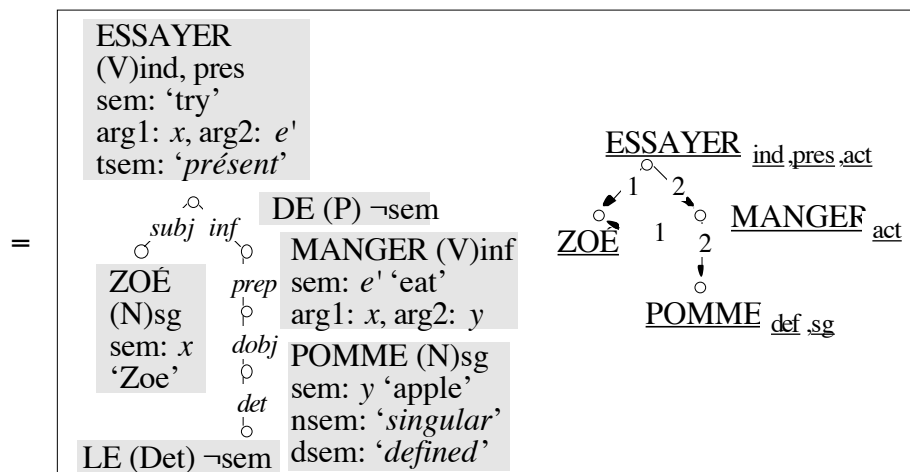 =
ESSAYER
(V)ind, pres
sem: ‘try’
arg1: x, arg2: e'
tsem: ‘présent’
subj inf
DE (P) ¬sem
ZOÉ
(N)sg
sem: x
‘Zoe’
prep
MANGER (V)inf
sem: e' ‘eat’
arg1: x, arg2: y
dobj
POMME (N)sg
sem: y ‘apple’
nsem: ‘singular’
dsem: ‘defined’
det
LE (Det) ¬sem
ESSAYER ind,pres,act
1 2
ZOÉ 1 MANGER act
2
POMME def,sg